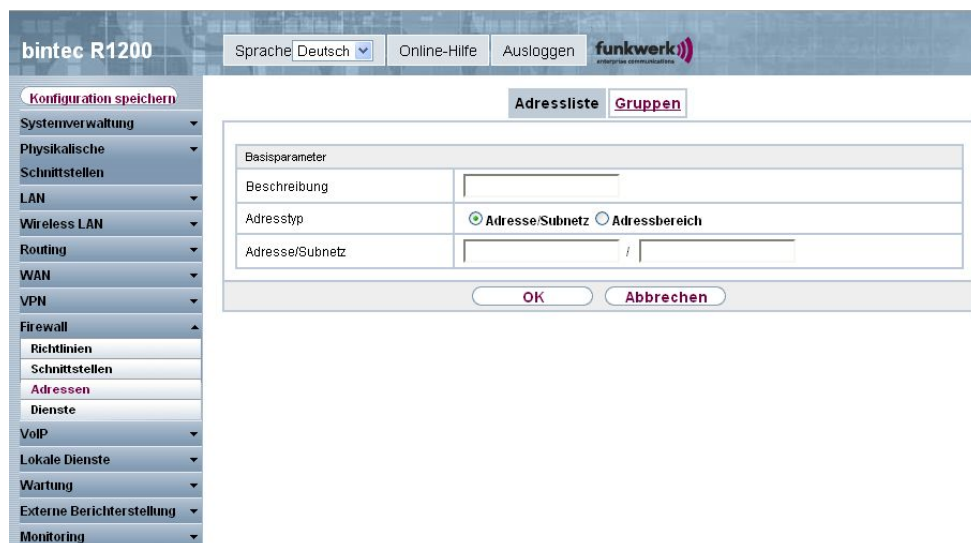 bintec R1200
Sprache Deutsch
Online-Hilfe
Ausloggen
funkwerk
enterprise communications
Konfiguration speichern
Systemverwaltung
Physikalische
Schnittstellen
LAN
Wireless LAN
Routing
WAN
VPN
Firewall
Richtlinien
Schnittstellen
Adressen
Dienste
VoIP
Lokale Dienste
Wartung
Externe Berichterstellung
Monitoring
Adressliste
Gruppen
Basisparameter
Beschreibung
Adresstyp
Adresse/Subnetz Adressbereich
Adresse/Subnetz /
OK
Abbrechen